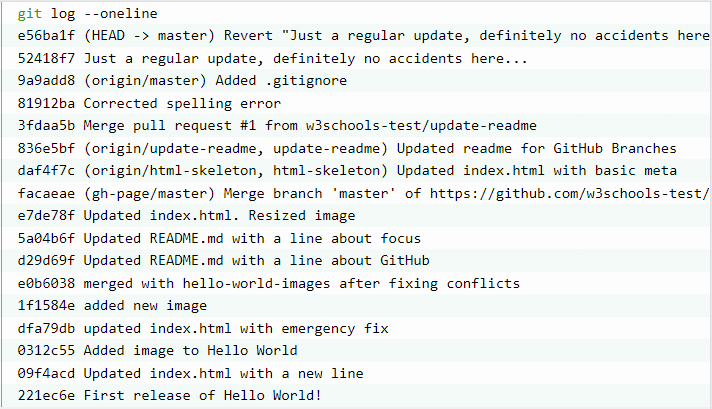 git log --oneline
e56ba1f (HEAD -> master) Revert "Just a regular update, definitely no accidents here
52418f7 Just a regular update, definitely no accidents here...
9a9add8 (origin/master) Added .gitignore
81912ba Corrected spelling error
3fdaa5b Merge pull request #1 from w3schools-test/update-readme
836e5bf (origin/update-readme, update-readme) Updated readme for GitHub Branches
daf4f7c (origin/html-skeleton, html-skeleton) Updated index.html with basic meta
facaeae (gh-page/master) Merge branch 'master' of https://github.com/w3schools-test/
e7de78f Updated index.html. Resized image
5a04b6f Updated README.md with a line about focus
d29d69f Updated README.md with a line about GitHub
e0b6038 merged with hello-world-images after fixing conflicts
1f1584e added new image
dfa79db updated index.html with emergency fix
0312c55 Added image to Hello World
09f4acd Updated index.html with a new line
221ec6e First release of Hello World!